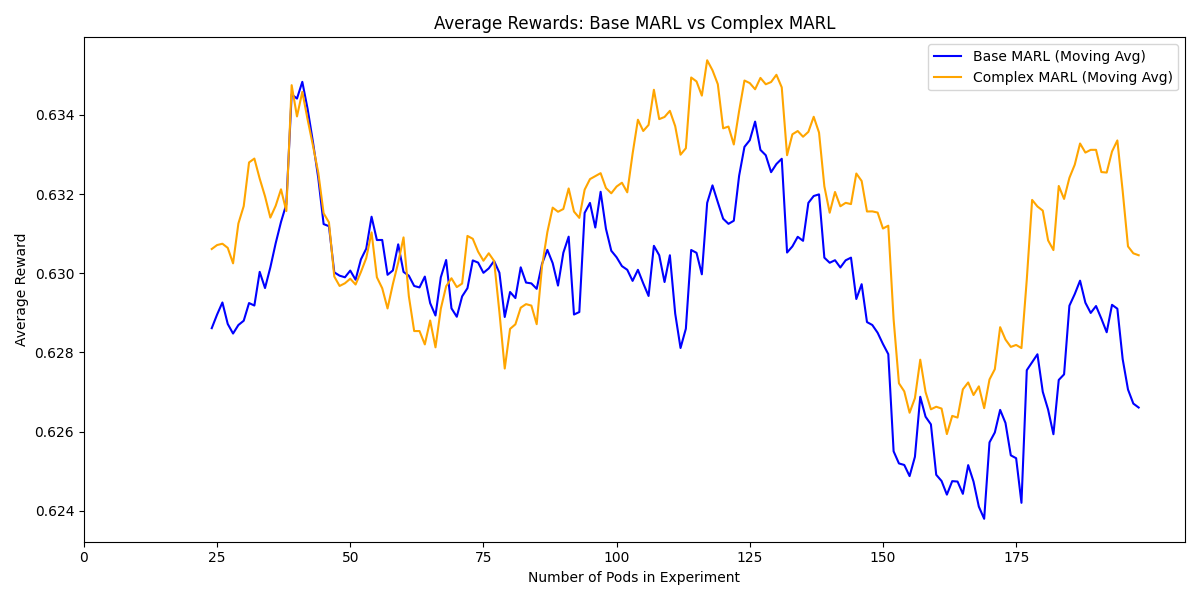 Average Rewards: Base MARL vs Complex MARL
Base MARL (Moving Avg)
Complex MARL (Moving Avg)
Average Reward
0.634
0.632
0.630
0.628
0.626
0.624
0 25 50 75 100 125 150 175
Number of Pods in Experiment